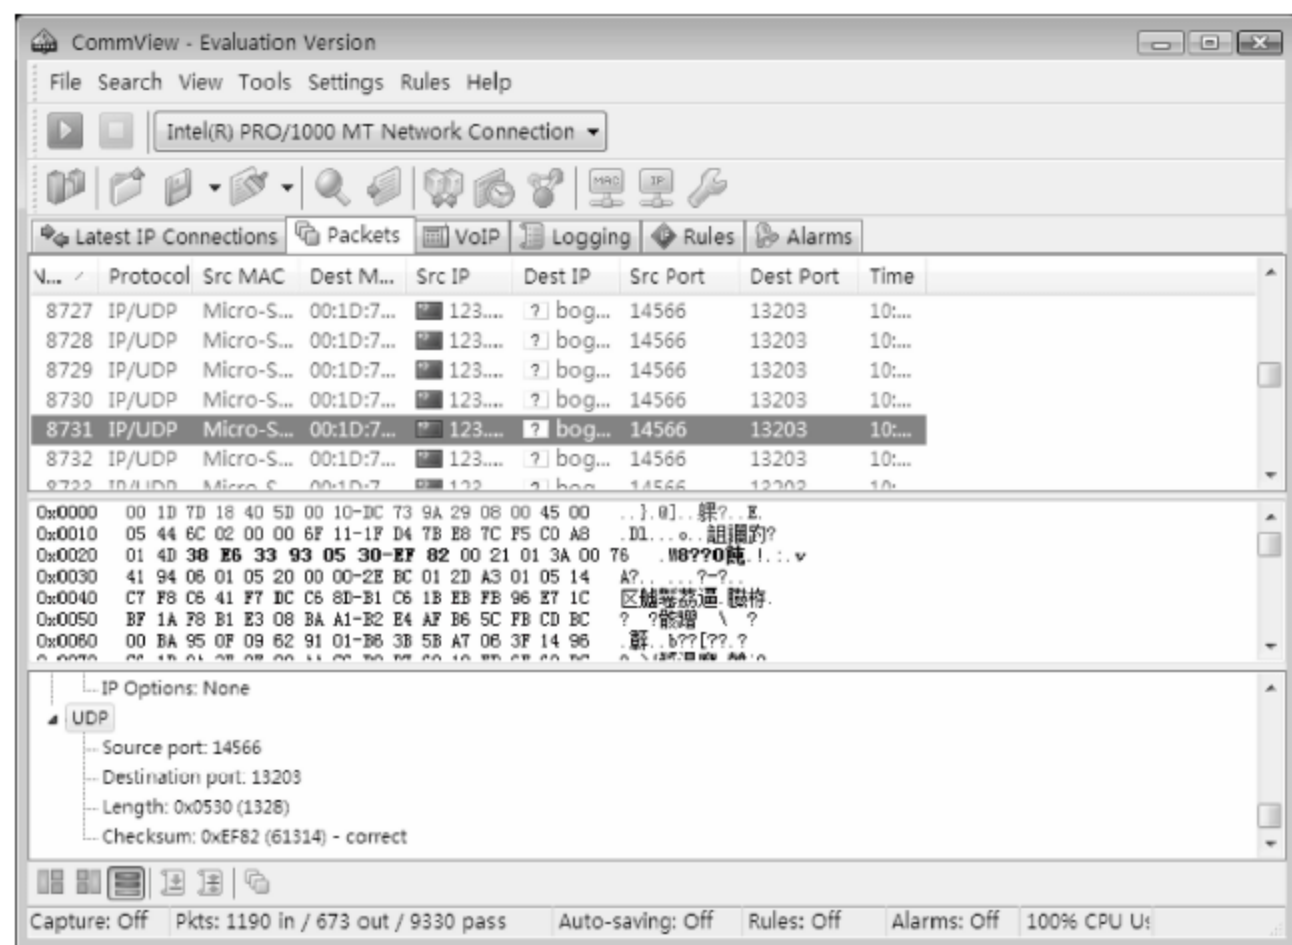 CommView - Evaluation Version
File Search View Tools Settings Rules Help
Intel(R) PRO/1000 MT Network Connection
MAC IP
Latest IP Connections Packets VoIP Logging Rules Alarms
Protocol Src MAC Dest M... Src IP Dest IP Src Port Dest Port Time
8727 IP/UDP Micro-S... 00:1D:7... 123.... ? bog... 14566 13203 10:...
8728 IP/UDP Micro-S... 00:1D:7... 123.... ? bog... 14566 13203 10:...
8729 IP/UDP Micro-S... 00:1D:7... 123.... ? bog... 14566 13203 10:...
8730 IP/UDP Micro-S... 00:1D:7... 123.... ? bog... 14566 13203 10:...
8731 IP/UDP Micro-S... 00:1D:7... 123.... ? bog... 14566 13203 10:...
8732 IP/UDP Micro-S... 00:1D:7... 123.... ? bog... 14566 13203 10:...
0x0000 00 1D 7D 18 40 5D 00 10-DC 73 9A 29 08 00 45 00
0x0010 05 44 6C 02 00 00 6F 11-1F D4 7B E8 7C F5 C0 A8
0x0020 01 4D 38 E6 33 93 05 30-EF 82 00 21 01 3A 00 76
0x0030 41 94 06 01 05 20 00 00-2E BC 01 2D A3 01 05 14
0x0040 C7 F8 C6 41 F7 DC C6 8D-B1 C6 1B EB FB 96 E7 1C
0x0050 BF 1A F8 B1 E3 08 BA A1-B2 E4 AF B6 5C FB CD BC
0x0060 00 BA 95 0F 09 62 91 01-B6 3B 5B A7 06 3F 14 96
IP Options: None
UDP
Source port: 14566
Destination port: 13203
Length: 0x0530 (1328)
Checksum: 0xEF82 (61314) - correct
Capture: Off Pkts: 1190 in / 673 out / 9330 pass Auto-saving: Off Rules: Off Alarms: Off 100% CPU